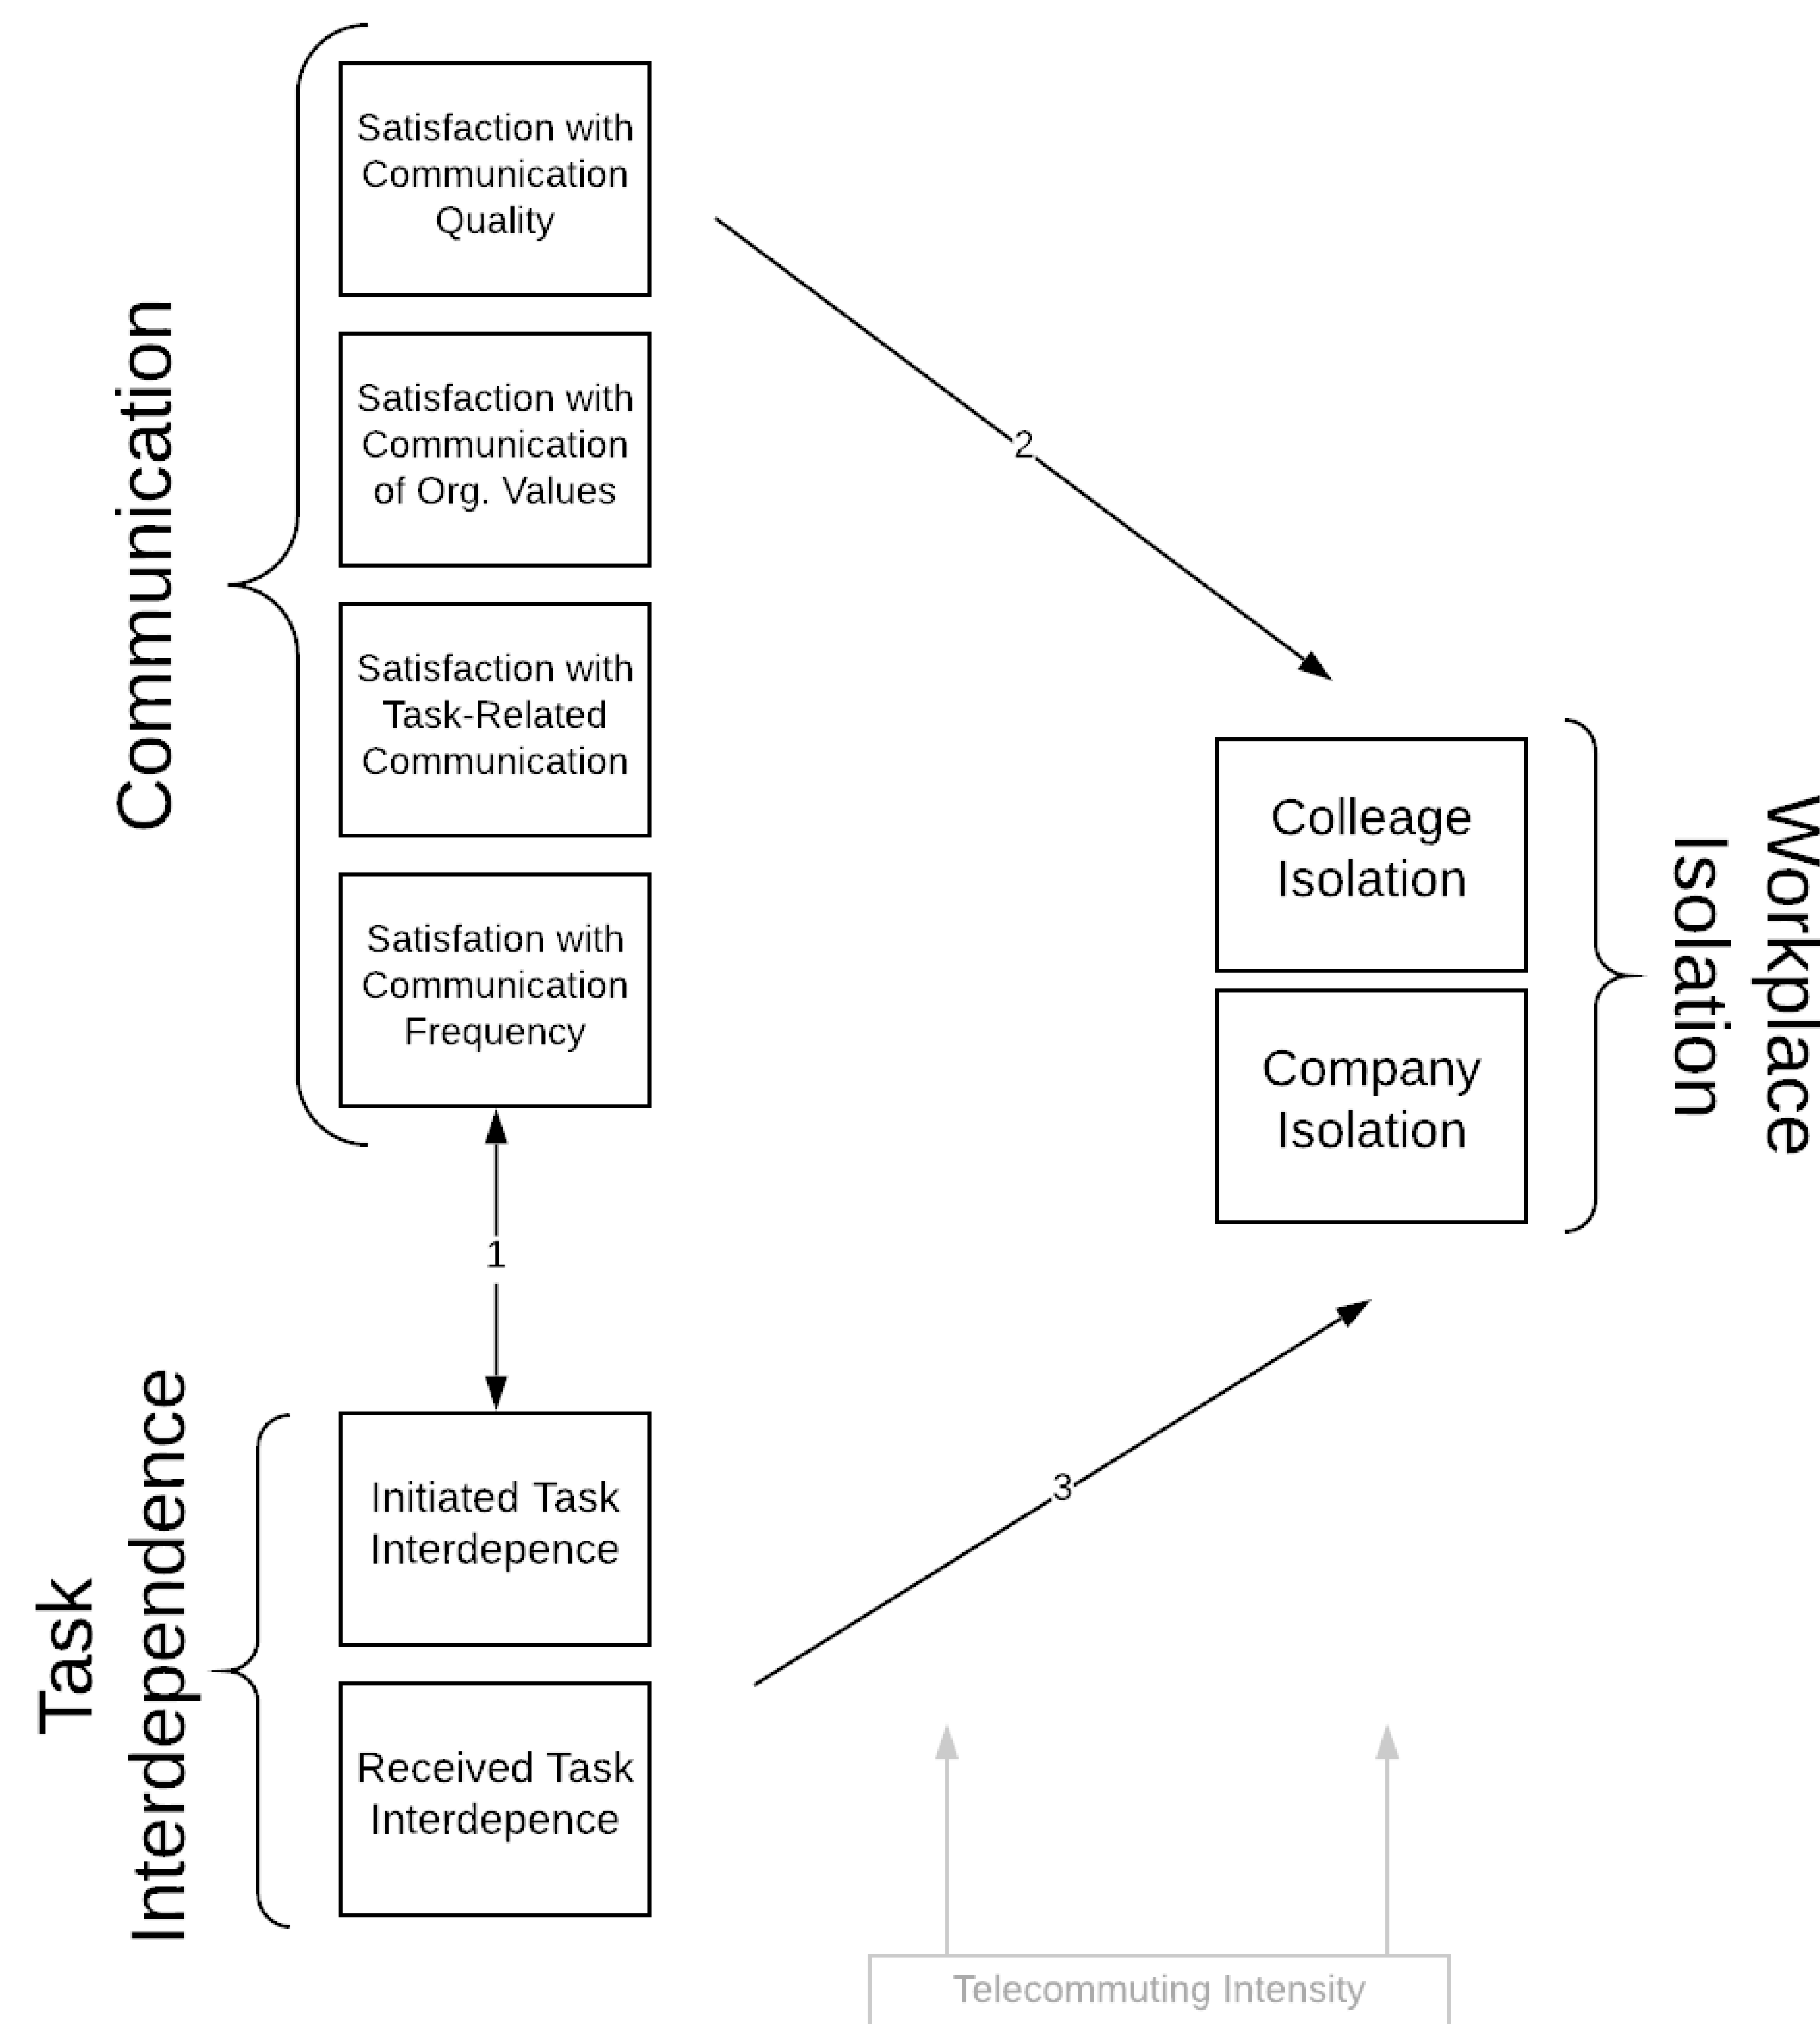 Communication
Satisfaction with
Communication
Quality
Satisfaction with
Communication
of Org. Values
Satisfaction with
Task-Related
Communication
Satisfation with
Communication
Frequency
2
Colleage
Isolation
Company
Isolation
Workplace
Isolation
1
Task
Interdependence
Initiated Task
Interdepence
Received Task
Interdepence
3
Telecommuting Intensity